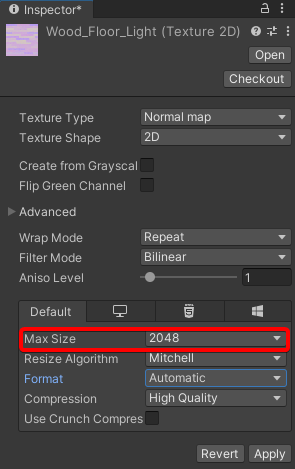 Inspector*
Wood_Floor_Light (Texture 2D)
Open
Checkout
Texture Type Normal map
Texture Shape 2D
Create from Grayscal
Flip Green Channel
Advanced
Wrap Mode Repeat
Filter Mode Bilinear
Aniso Level 1
Default
Max Size 2048
Resize Algorithm Mitchell
Format Automatic
Compression High Quality
Use Crunch Compres
Revert Apply